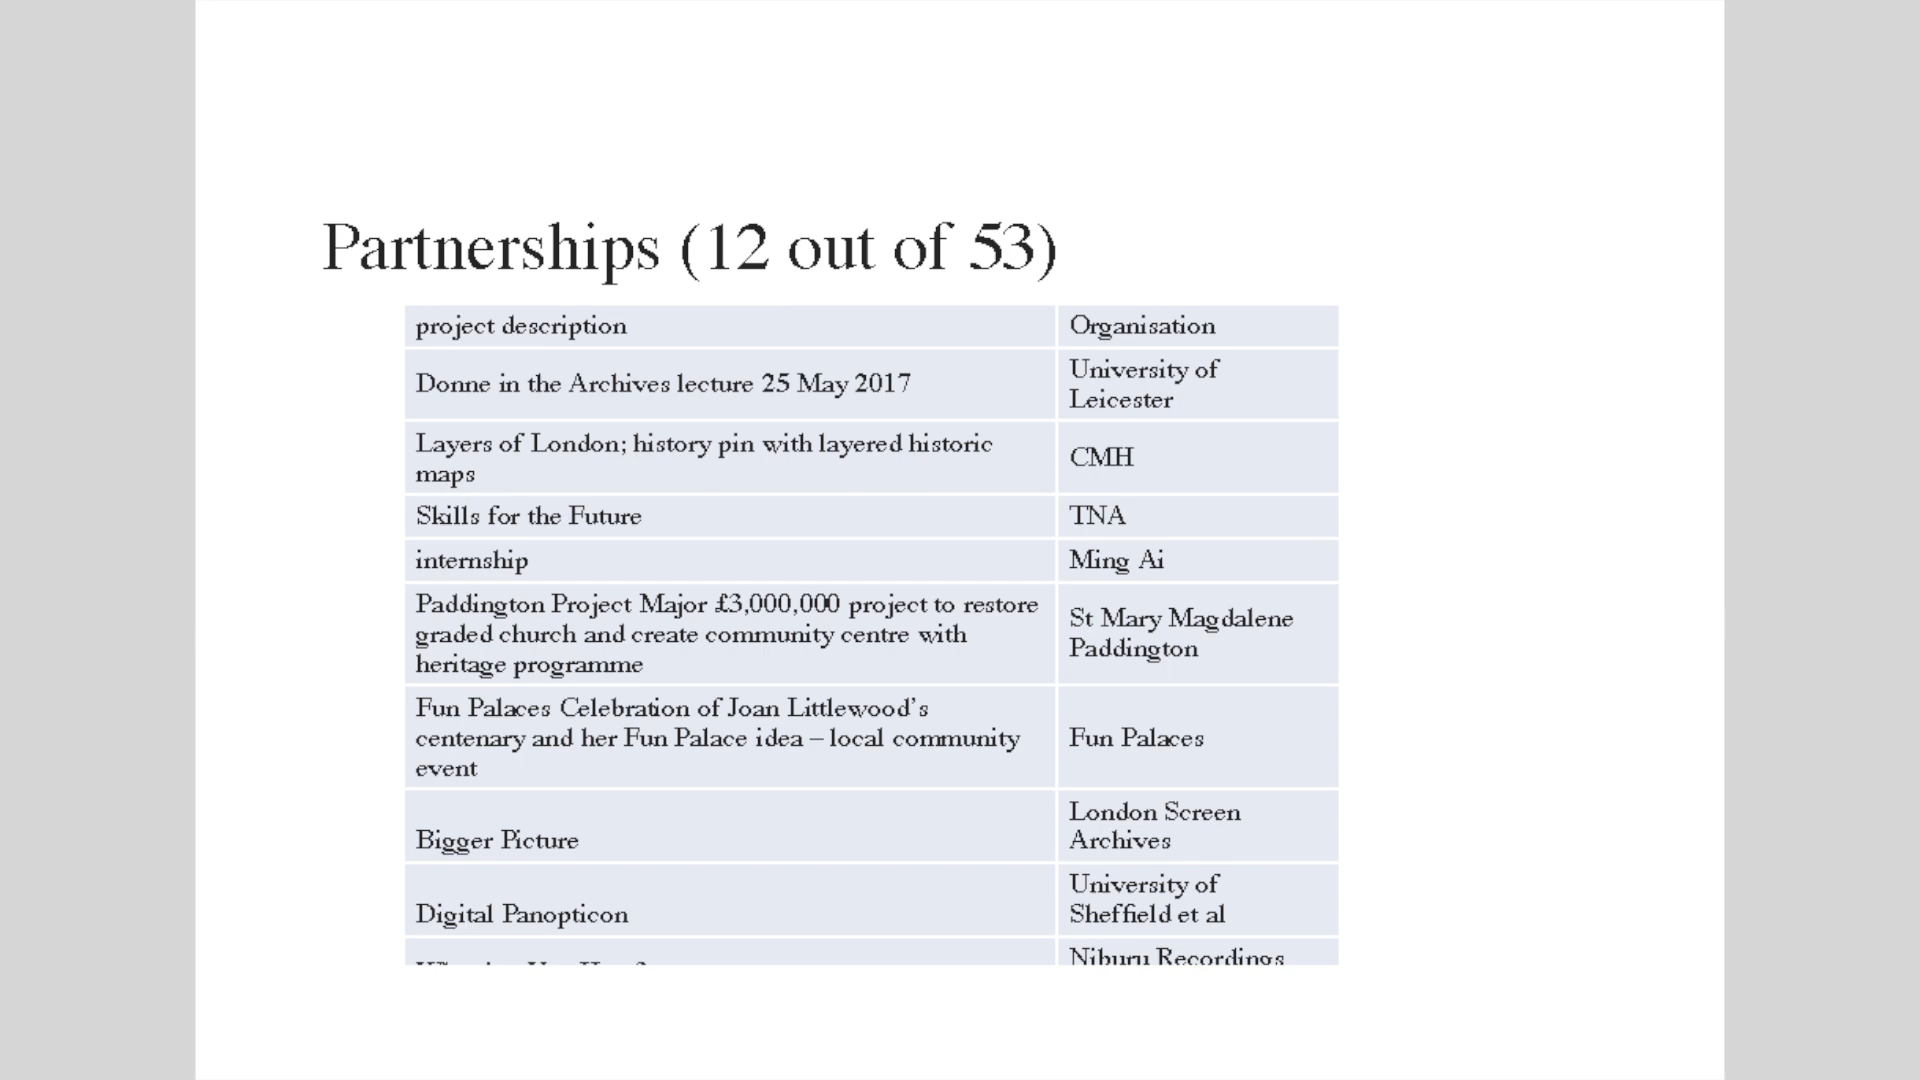 Partnerships (12 out of 53)
project description
Organisation
Donne in the Archives lecture 25 May 2017
University of
Leicester
Layers of London; history pin with layered historic
maps
CMH
Skills for the Future
TNA
internship
Ming Ai
Paddington Project Major £3,000,000 project to restore
graded church and create community centre with
heritage programme
St Mary Magdalene
Paddington
Fun Palaces Celebration of Joan Littlewood’s
centenary and her Fun Palace idea – local community
event
Fun Palaces
Bigger Picture
London Screen
Archives
Digital Panopticon
University of
Sheffield et al
Niburu Recordings